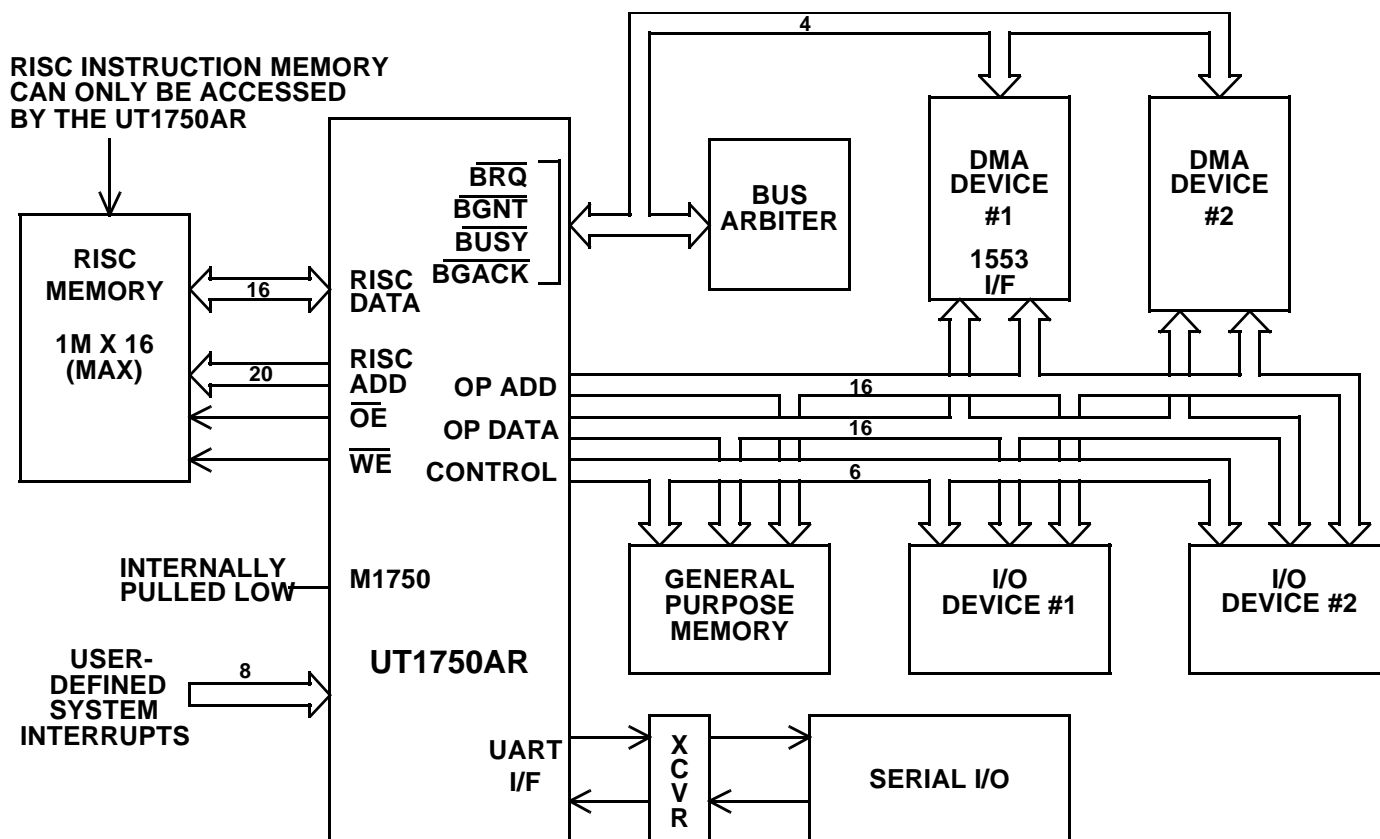 4
RISC INSTRUCTION MEMORY
CAN ONLY BE ACCESSED
BY THE UT1750AR
BRQ
BGNT
BUSY
BGACK
BUS
ARBITER
DMA
DEVICE
#1
1553
I/F
DMA
DEVICE
#2
RISC
MEMORY
1M X 16
(MAX)
16
RISC
DATA
20
RISC
ADD
OE
WE
OP ADD
16
OP DATA
16
CONTROL
6
INTERNALLY
PULLED LOW
M1750
GENERAL
PURPOSE
MEMORY
I/O
DEVICE #1
I/O
DEVICE #2
USER-
DEFINED
SYSTEM
INTERRUPTS
8
UT1750AR
UART
I/F
X
C
V
R
SERIAL I/O